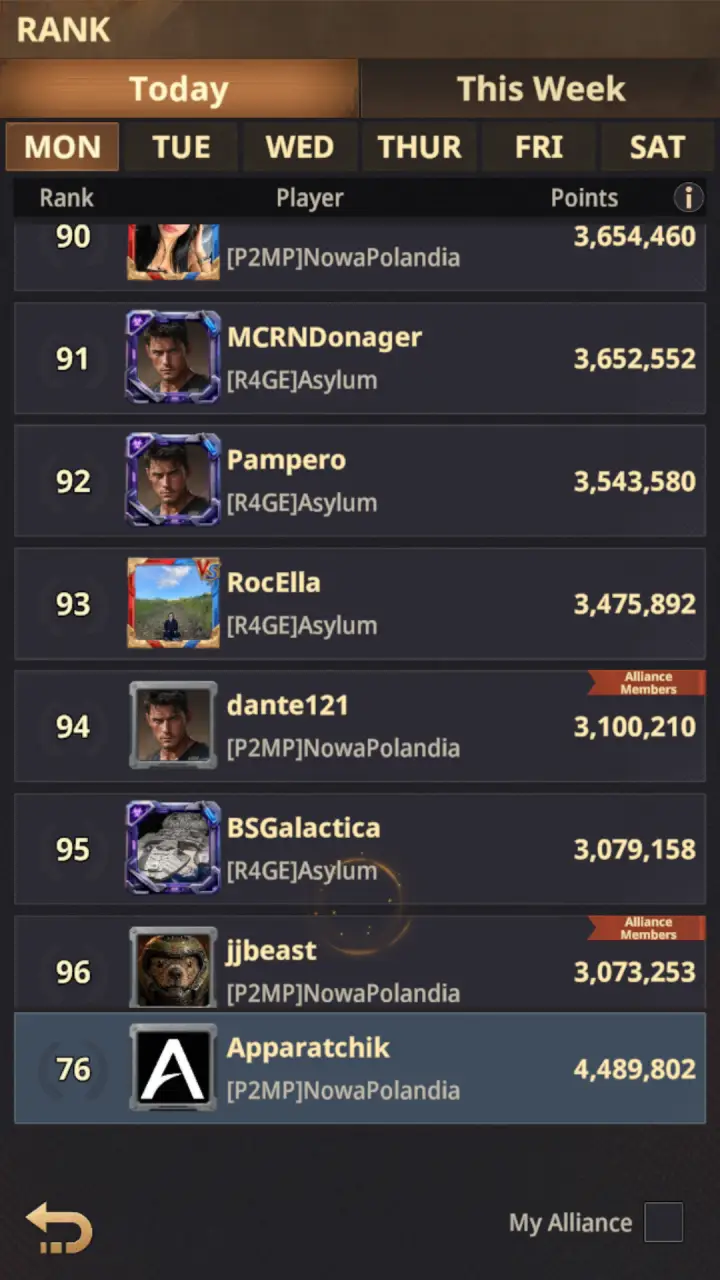 RANK
Today
This Week
MON
TUE
WED
THUR
FRI
SAT
Rank
Player
Points
90
[P2MP]NowaPolandia
3,654,460
91
MCRNDonager
[R4GE]Asylum
3,652,552
92
Pampero
[R4GE]Asylum
3,543,580
93
VS
RocElla
[R4GE]Asylum
3,475,892
94
dante121
[P2MP]NowaPolandia
Alliance
Members
3,100,210
95
BSGalactica
[R4GE]Asylum
3,079,158
96
jjbeast
[P2MP]NowaPolandia
Alliance
Members
3,073,253
76
Apparatchik
[P2MP]NowaPolandia
4,489,802
My Alliance